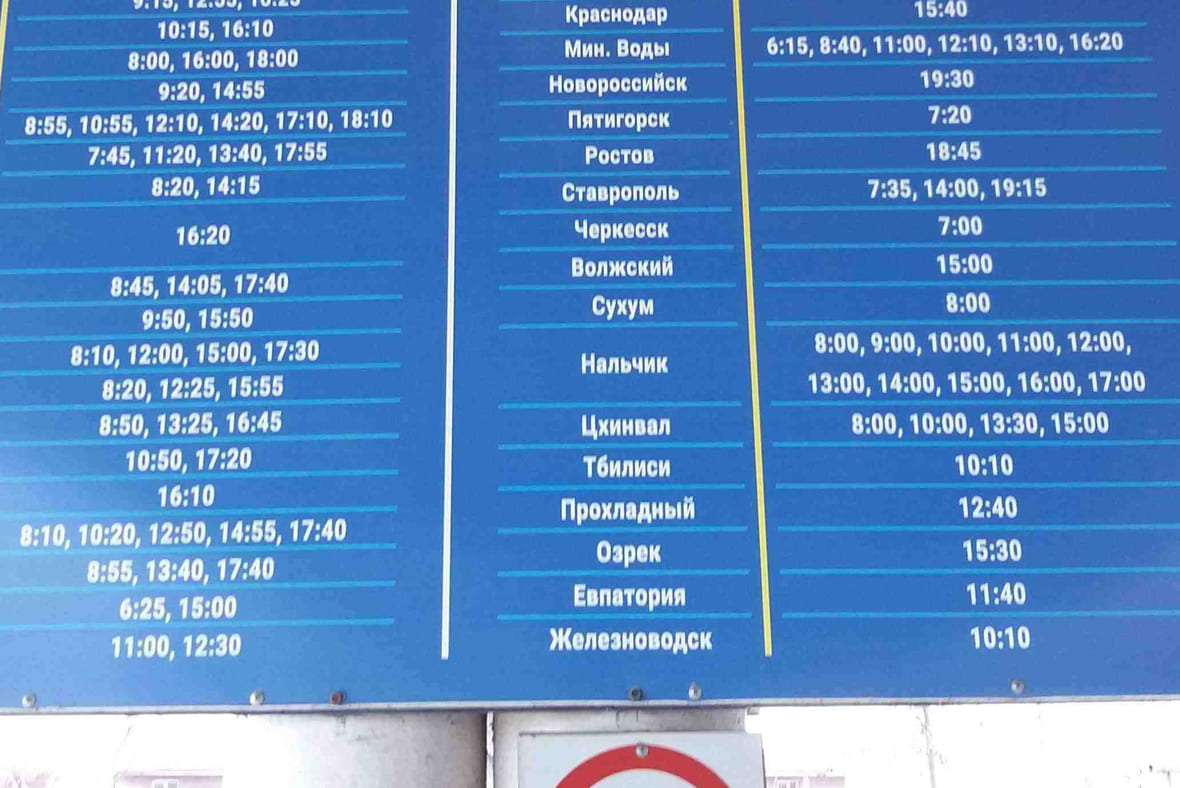 10:15, 16:10
8:00, 16:00, 18:00
9:20, 14:55
8:55, 10:55, 12:10, 14:20, 17:10, 18:10
7:45, 11:20, 13:40, 17:55
8:20, 14:15
16:20
8:45, 14:05, 17:40
9:50, 15:50
8:10, 12:00, 15:00, 17:30
8:20, 12:25, 15:55
8:50, 13:25, 16:45
10:50, 17:20
16:10
8:10, 10:20, 12:50, 14:55, 17:40
8:55, 13:40, 17:40
6:25, 15:00
11:00, 12:30
Краснодар 15:40
Мин. Воды 6:15, 8:40, 11:00, 12:10, 13:10, 16:20
Новороссийск 19:30
Пятигорск 7:20
Ростов 18:45
Ставрополь 7:35, 14:00, 19:15
Черкесск 7:00
Волжский 15:00
Сухум 8:00
Нальчик 8:00, 9:00, 10:00, 11:00, 12:00,
13:00, 14:00, 15:00, 16:00, 17:00
Цхинвал 8:00, 10:00, 13:30, 15:00
Тбилиси 10:10
Прохладный 12:40
Озрек 15:30
Евпатория 11:40
Железноводск 10:10